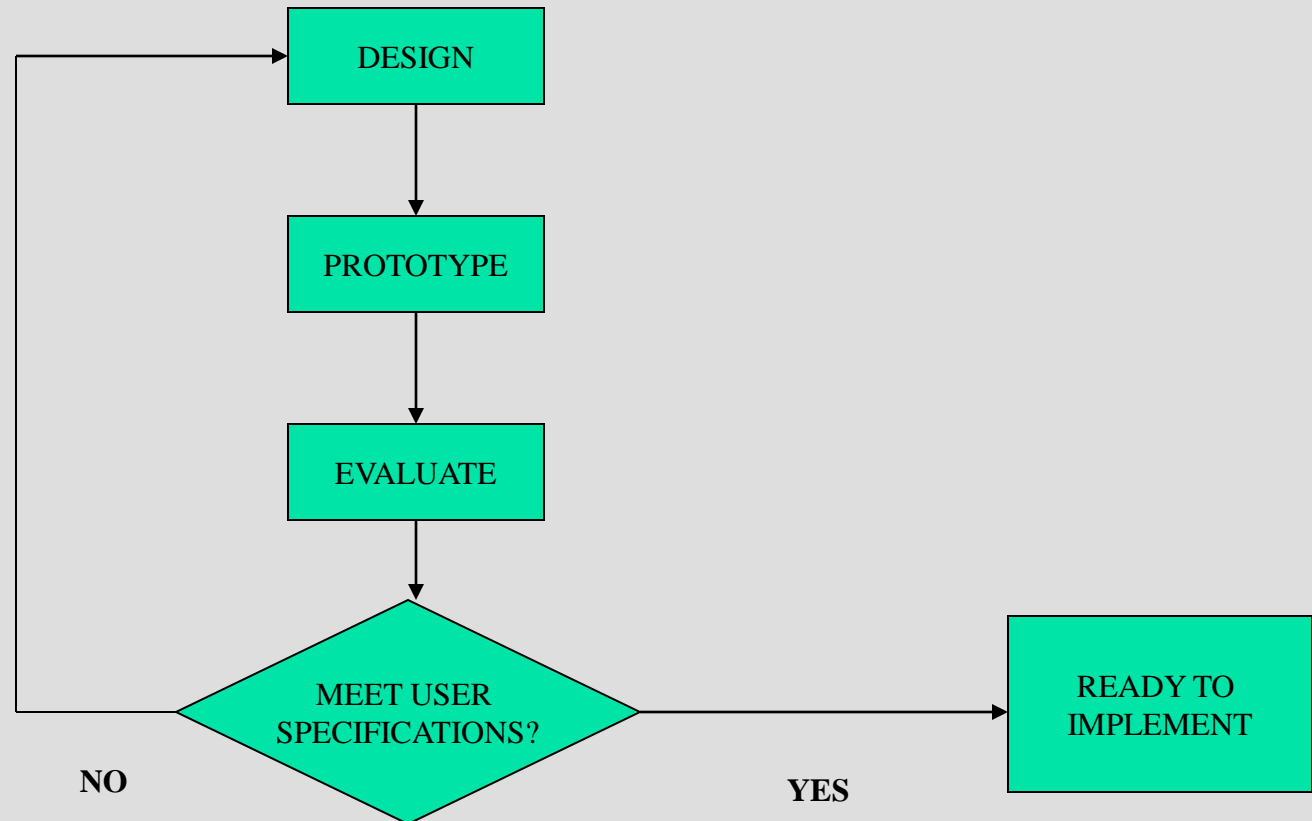 DESIGN
PROTOTYPE
EVALUATE
MEET USER
SPECIFICATIONS?
READY TO
IMPLEMENT
NO
YES